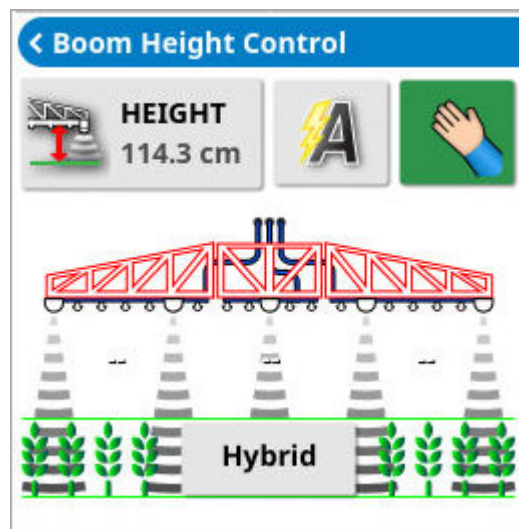 < Boom Height Control
HEIGHT
114.3 cm
A
-- -- --
Hybrid